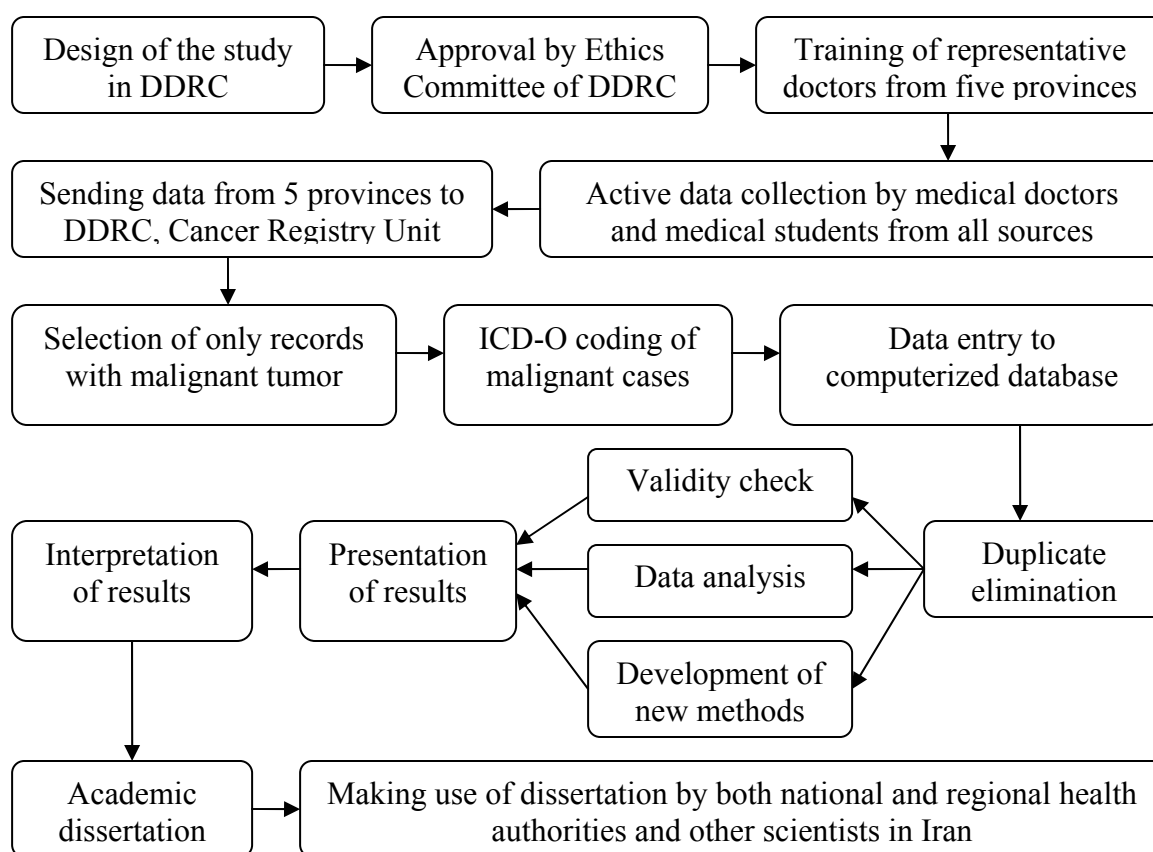 Design of the study
in DDRC
Approval by Ethics
Committee of DDRC
Training of representative
doctors from five provinces
Sending data from 5 provinces to
DDRC, Cancer Registry Unit
Active data collection by medical doctors
and medical students from all sources
Selection of only records
with malignant tumor
ICD-O coding of
malignant cases
Data entry to
computerized database
Validity check
Interpretation
of results
Presentation
of results
Data analysis
Duplicate
elimination
Development of
new methods
Academic
dissertation
Making use of dissertation by both national and regional health
authorities and other scientists in Iran